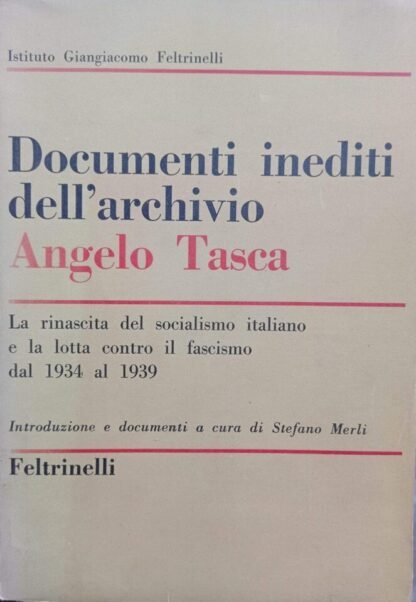 Istituto Giangiacomo Feltrinelli
Documenti inediti
dell'archivio
Angelo Tasca
La rinascita del socialismo italiano
e la lotta contro il fascismo
dal 1934 al 1939
Introduzione e documenti a cura di Stefano Merli
Feltrinelli